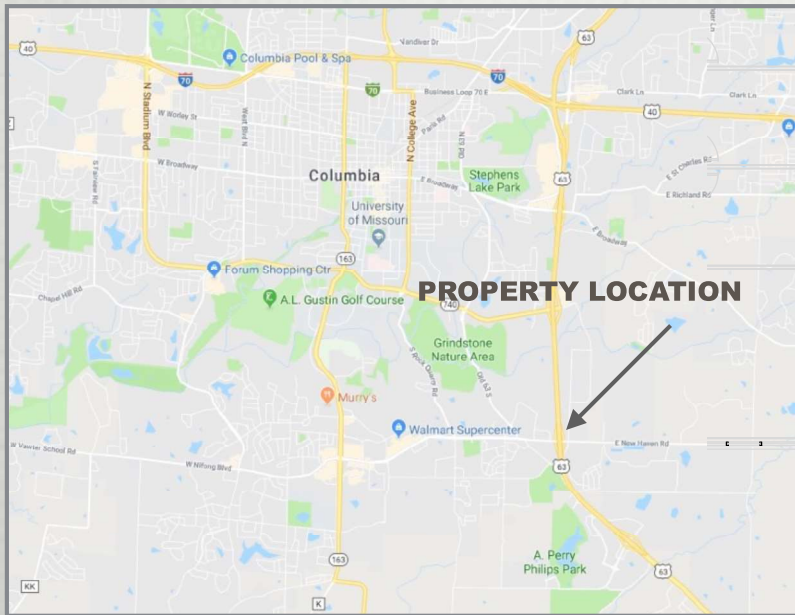 Vandiver Dr
63
40
Columbia Pool & Spa
70
70
70
Business Loop 70 E
Clark Ln
Clark Ln
40
N Stadium Blvd
W Worley St
West Blvd N
N College Ave
Paris Rd
W Broadway
S Fairview Rd
Columbia
E Broadway
Stephens
Lake Park
63
E St Charles Rd
E Richland Rd
University
of Missouri
E Broadway
163
Forum Shopping Ctr
Chapel Hill Rd
A.L. Gustin Golf Course
PROPERTY LOCATION
740
Grindstone
Nature Area
S Rock Quarry Rd
Old 63 S
Murry's
Walmart Supercenter
E New Haven Rd
W Vawter School Rd
W Nifong Blvd
63
163
A. Perry
Philips Park
63
KK
K